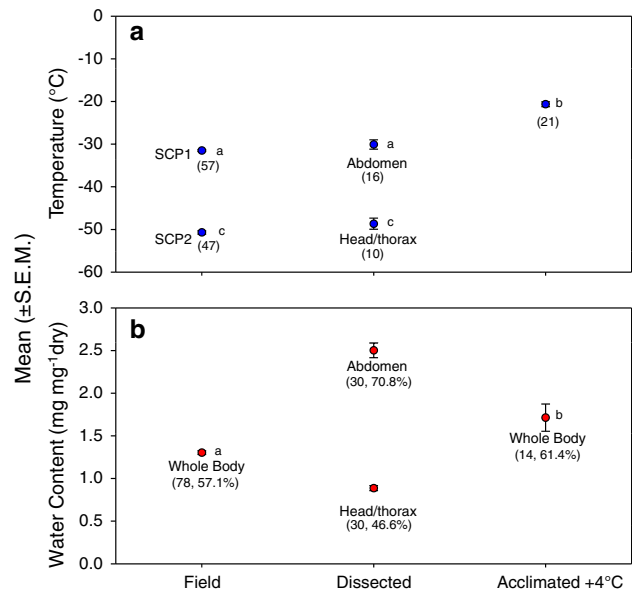 Mean (±S.E.M.)
Temperature (°C)
a
0
-10
-20
-30
-40
-50
-60
SCP1
a
(57)
SCP2
c
(47)
a
Abdomen
(16)
c
Head/thorax
(10)
b
(21)
Water Content (mg mg⁻¹dry)
b
3.0
2.5
2.0
1.5
1.0
0.5
0.0
a
Whole Body
(78, 57.1%)
Abdomen
(30, 70.8%)
Head/thorax
(30, 46.6%)
b
Whole Body
(14, 61.4%)
Field
Dissected
Acclimated +4°C